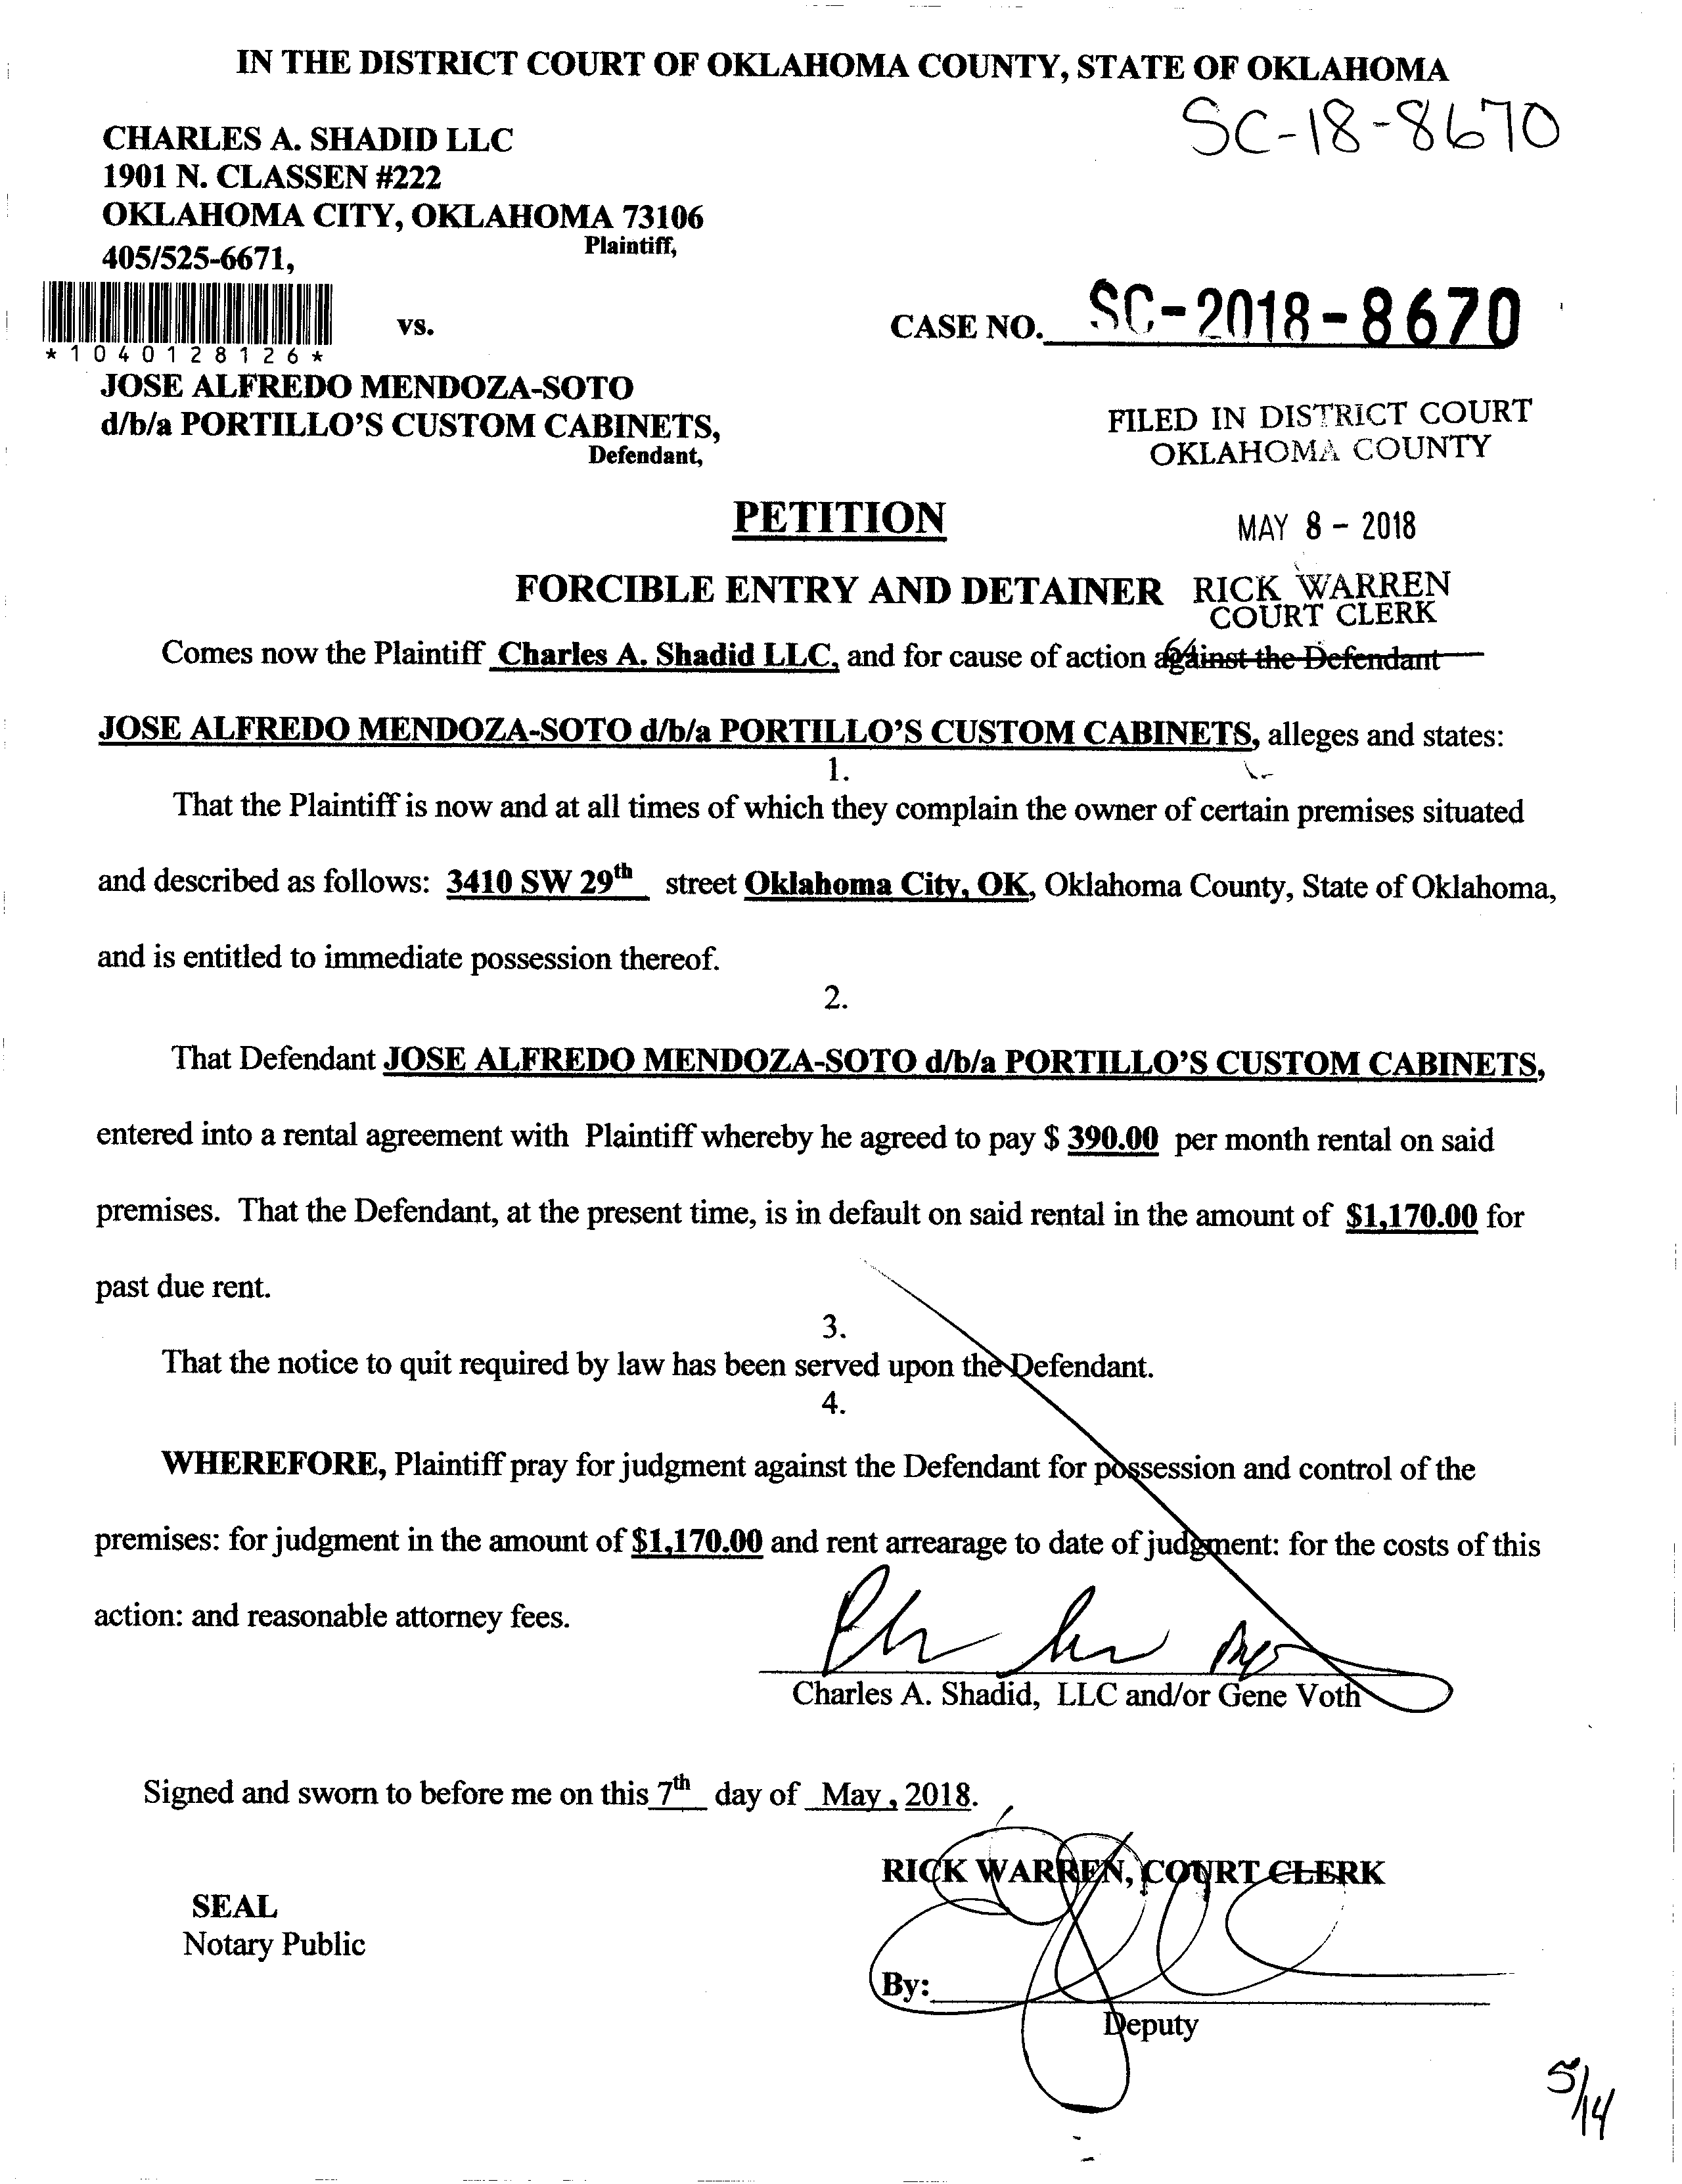 IN THE DISTRICT COURT OF OKLAHOMA COUNTY, STATE OF OKLAHOMA
SC-18-8670
CHARLES A. SHADID LLC
1901 N. CLASSEN #222
OKLAHOMA CITY, OKLAHOMA 73106
Plaintiff,
405/525-6671,
vs.
CASE NO. SC-2018-8670
*1040128126*
JOSE ALFREDO MENDOZA-SOTO
d/b/a PORTILLO'S CUSTOM CABINETS,
Defendant,
FILED IN DISTRICT COURT
OKLAHOMA COUNTY
PETITION
MAY 8 - 2018
FORCIBLE ENTRY AND DETAINER
RICK WARREN
COURT CLERK
Comes now the Plaintiff Charles A. Shadid LLC, and for cause of action against the Defendant
JOSE ALFREDO MENDOZA-SOTO d/b/a PORTILLO'S CUSTOM CABINETS, alleges and states:
1.
That the Plaintiff is now and at all times of which they complain the owner of certain premises situated
and described as follows: 3410 SW 29th street Oklahoma City, OK, Oklahoma County, State of Oklahoma,
and is entitled to immediate possession thereof.
2.
That Defendant JOSE ALFREDO MENDOZA-SOTO d/b/a PORTILLO'S CUSTOM CABINETS,
entered into a rental agreement with Plaintiff whereby he agreed to pay $ 390.00 per month rental on said
premises. That the Defendant, at the present time, is in default on said rental in the amount of $1,170.00 for
past due rent.
3.
That the notice to quit required by law has been served upon the Defendant.
4.
WHEREFORE, Plaintiff pray for judgment against the Defendant for possession and control of the
premises: for judgment in the amount of $1,170.00 and rent arrearage to date of judgment: for the costs of this
action: and reasonable attorney fees.
Charles A. Shadid, LLC and/or Gene Voth
Signed and sworn to before me on this 7th day of May, 2018.
RICK WARREN, COURT CLERK
SEAL
Notary Public
By:
Deputy
5/14